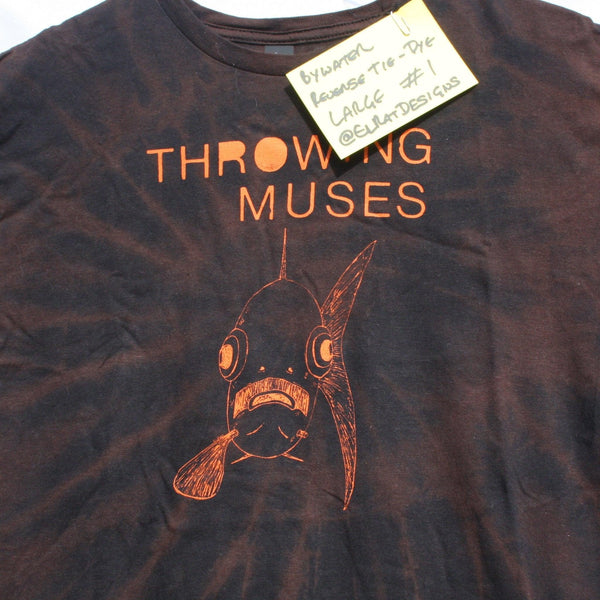 BYWATER
REVERSE TIE-DYE
LARGE #1
@ELRATDESIGNS
THROWING
MUSES